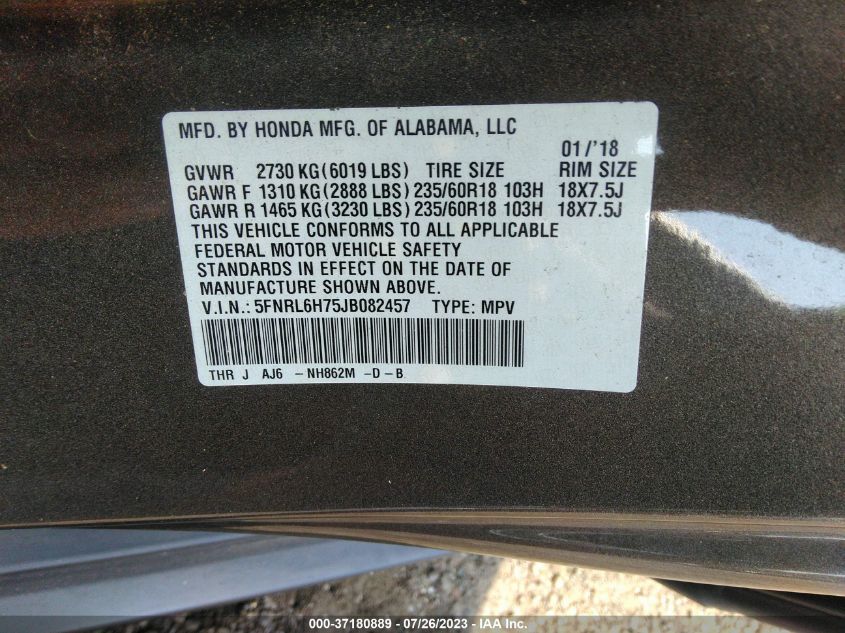 MFD. BY HONDA MFG. OF ALABAMA, LLC
01/'18
GVWR 2730 KG(6019 LBS) TIRE SIZE RIM SIZE
GAWR F 1310 KG(2888 LBS) 235/60R18 103H 18X7.5J
GAWR R 1465 KG(3230 LBS) 235/60R18 103H 18X7.5J
THIS VEHICLE CONFORMS TO ALL APPLICABLE
FEDERAL MOTOR VEHICLE SAFETY
STANDARDS IN EFFECT ON THE DATE OF
MANUFACTURE SHOWN ABOVE.
V.I.N.: 5FNRL6H75JB082457 TYPE: MPV
THR J AJ6 -NH862M -D-B
000-37180889 - 07/26/2023 - IAA Inc.